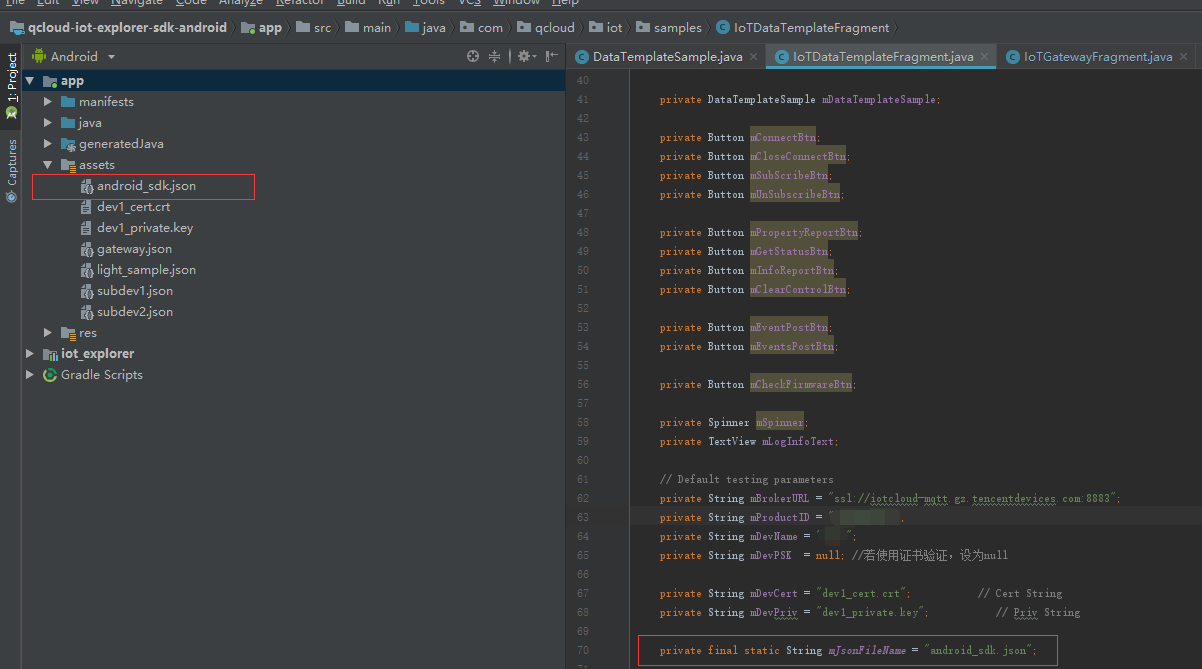 File Edit View Navigate Code Analyze Refactor Build Run Tools VCS Window Help
qcloud-iot-explorer-sdk-android app src main java com qcloud iot samples IoTDataTemplateFragment
1: Project
Captures
Android
app
manifests
java
generatedJava
assets
android_sdk.json
dev1_cert.crt
dev1_private.key
gateway.json
light_sample.json
subdev1.json
subdev2.json
res
iot_explorer
Gradle Scripts
DataTemplateSample.java IoTDataTemplateFragment.java IoTGatewayFragment.java
40
41 private DataTemplateSample mDataTemplateSample;
42
43 private Button mConnectBtn;
44 private Button mCloseConnectBtn;
45 private Button mSubScribeBtn;
46 private Button mUnSubscribeBtn;
47
48 private Button mPropertyReportBtn;
49 private Button mGetStatusBtn;
50 private Button mInfoReportBtn;
51 private Button mClearControlBtn;
52
53 private Button mEventPostBtn;
54 private Button mEventsPostBtn;
55
56 private Button mCheckFirmwareBtn;
57
58 private Spinner mSpinner;
59 private TextView mLogInfoText;
60
61 // Default testing parameters
62 private String mBrokerURL = "ssl://iotcloud-mqtt.gz.tencentdevices.com:8883";
63 private String mProductID = "
64 private String mDevName = "";
65 private String mDevPSK = null; //若使用证书验证，设为null
66
67 private String mDevCert = "dev1_cert.crt"; // Cert String
68 private String mDevPriv = "dev1_private.key"; // Priv String
69
70 private final static String mJsonFileName = "android_sdk.json";